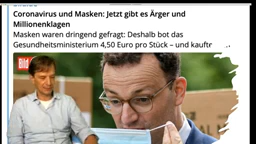 Coronavirus und Masken: Jetzt gibt es Ärger und
Millionenklagen
Masken waren dringend gefragt: Deshalb bot das
Gesundheitsministerium 4,50 Euro pro Stück – und kaufte
Bild